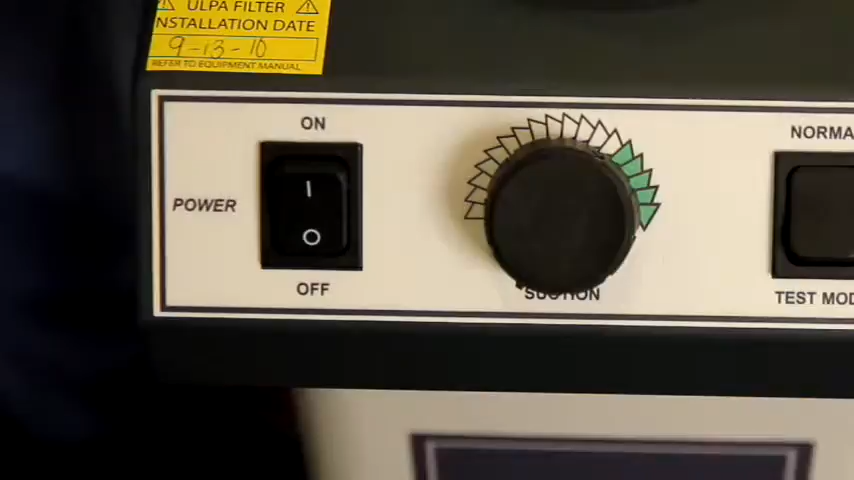 ULPA FILTER
INSTALLATION DATE
9-13-10
REFER TO EQUIPMENT MANUAL
ON
POWER
OFF
SUCTION
NORMA
TEST MOD